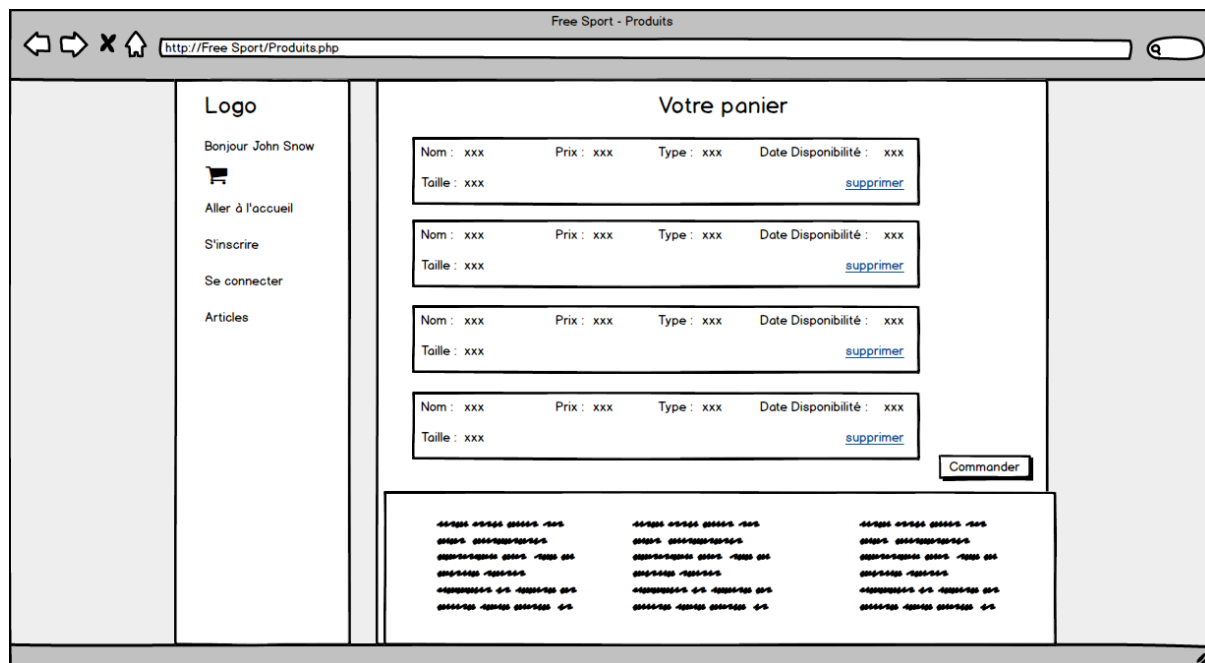 Free Sport - Produits
http://Free Sport/Produits.php
Logo
Bonjour John Snow
Aller à l'accueil
S'inscrire
Se connecter
Articles
Votre panier
Nom : xxx Prix : xxx Type : xxx Date Disponibilité : xxx
Taille : xxx supprimer
Nom : xxx Prix : xxx Type : xxx Date Disponibilité : xxx
Taille : xxx supprimer
Nom : xxx Prix : xxx Type : xxx Date Disponibilité : xxx
Taille : xxx supprimer
Nom : xxx Prix : xxx Type : xxx Date Disponibilité : xxx
Taille : xxx supprimer
Commander